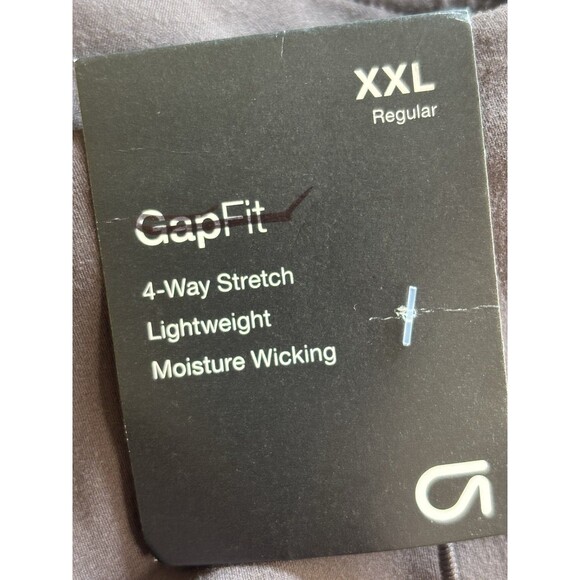 XXL
Regular
GapFit
4-Way Stretch
Lightweight
Moisture Wicking